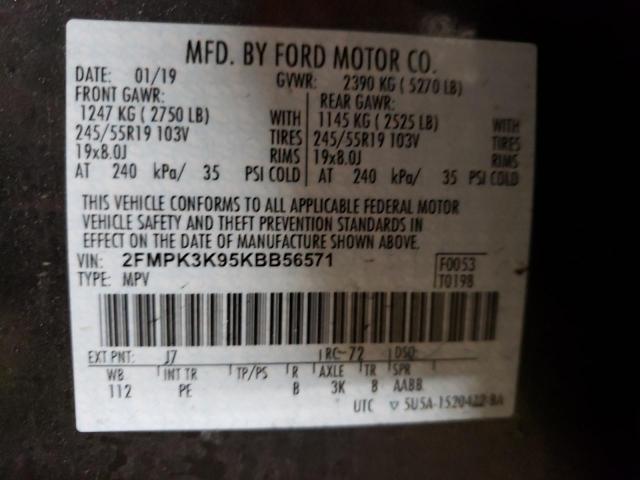 MFD. BY FORD MOTOR CO.
DATE: 01/19 GVWR: 2390 KG ( 5270 LB)
FRONT GAWR: REAR GAWR:
1247 KG ( 2750 LB) WITH 1145 KG ( 2525 LB) WITH
245/55R19 103V TIRES 245/55R19 103V TIRES
19x8.0J RIMS 19x8.0J RIMS
AT 240 kPa/ 35 PSI COLD AT 240 kPa/ 35 PSI COLD
THIS VEHICLE CONFORMS TO ALL APPLICABLE FEDERAL MOTOR
VEHICLE SAFETY AND THEFT PREVENTION STANDARDS IN
EFFECT ON THE DATE OF MANUFACTURE SHOWN ABOVE.
VIN: 2FMPK3K95KBB56571 F0053
TYPE: MPV T0198
EXT PNT: J7 RC-72 DSO:
WB INT TR TP/PS R AXLE TR SPR
112 PE B 3K 8 AABB
UTC 5U5A-1520472-BA